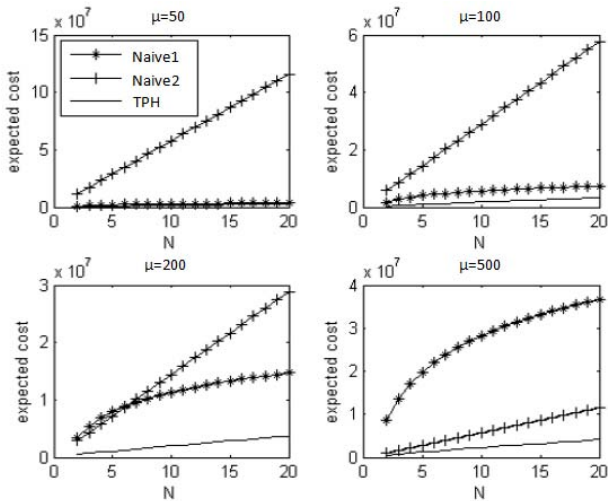 x 10^7 μ=50
15
10
5
0
expected cost
Naive1
Naive2
TPH
0 5 10 15 20
N
x 10^7 μ=100
6
4
2
0
expected cost
0 5 10 15 20
N
x 10^7 μ=200
3
2
1
0
expected cost
0 5 10 15 20
N
x 10^7 μ=500
4
3
2
1
0
expected cost
0 5 10 15 20
N